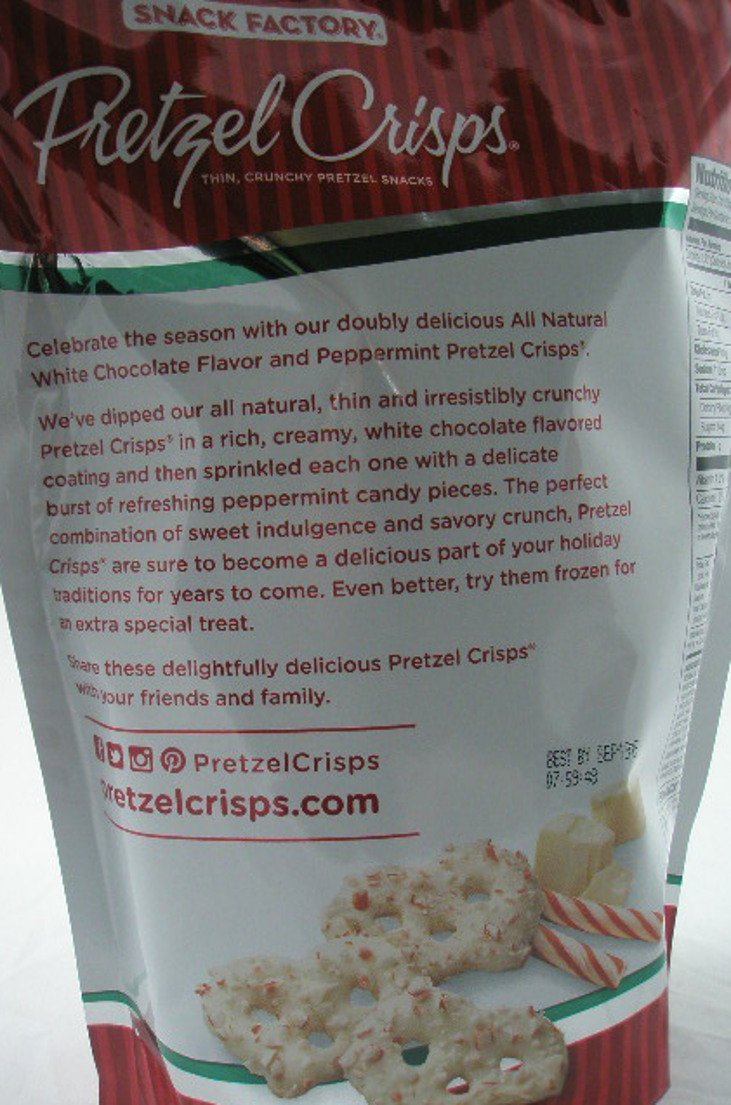 SNACK FACTORY®
Pretzel Crisps®
THIN, CRUNCHY PRETZEL SNACKS
Celebrate the season with our doubly delicious All Natural
White Chocolate Flavor and Peppermint Pretzel Crisps®.
We've dipped our all natural, thin and irresistibly crunchy
Pretzel Crisps® in a rich, creamy, white chocolate flavored
coating and then sprinkled each one with a delicate
burst of refreshing peppermint candy pieces. The perfect
combination of sweet indulgence and savory crunch, Pretzel
Crisps® are sure to become a delicious part of your holiday
traditions for years to come. Even better, try them frozen for
an extra special treat.
Share these delightfully delicious Pretzel Crisps®
with your friends and family.
PretzelCrisps
pretzelcrisps.com
BEST BY